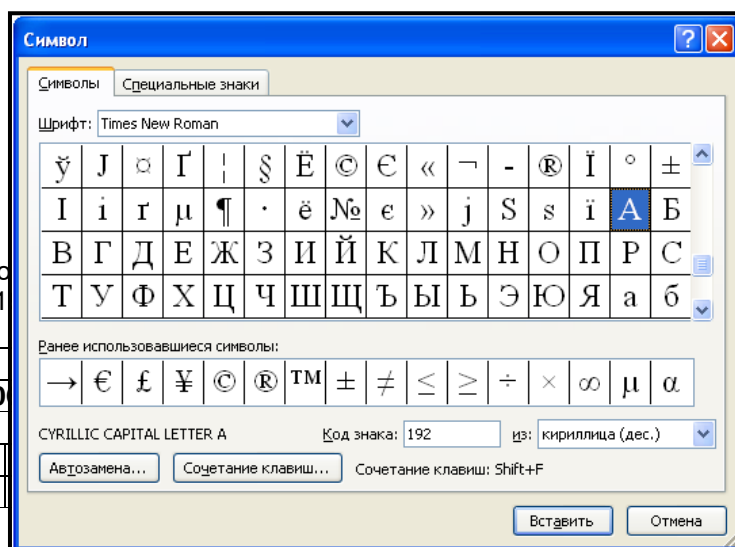 Символ
Символы Специальные знаки
Шрифт: Times New Roman
ў Ј ¤ Ґ ¦ § Ё © Є « ¬ - ® Ї ° ±
І і ґ µ ¶ · ё № є » ј Ѕ ѕ ї А Б
В Г Д Е Ж З И Й К Л М Н О П Р С
Т У Ф Х Ц Ч Ш Щ Ъ Ы Ь Э Ю Я а б
Ранее использовавшиеся символы:
→ € £ ¥ © ® ™ ± ≠ ≤ ≥ ÷ × ∞ µ α
CYRILLIC CAPITAL LETTER A Код знака: 192 из: кириллица (дес.)
Автозамена... Сочетание клавиш... Сочетание клавиш: Shift+F
Вставить Отмена